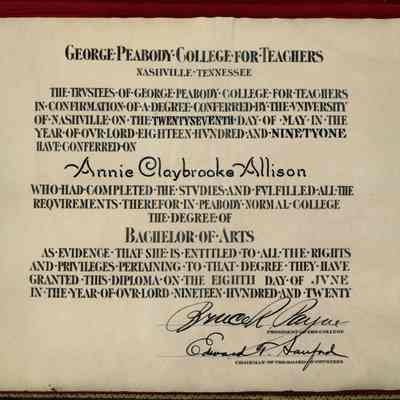 GEORGE·PEABODY·COLLEGE·FOR·TEACHERS
NASHVILLE·TENNESSEE
THE·TRVSTEES·OF·GEORGE·PEABODY·COLLEGE·FOR·TEACHERS
IN·CONFIRMATION·OF·A·DEGREE·CONFERRED·BY·THE·VNIVERSITY
OF·NASHVILLE·ON·THE·TWENTYSEVENTH·DAY·OF·MAY·IN·THE
YEAR·OF·OVR·LORD·EIGHTEEN·HVNDRED·AND·NINETYONE
HAVE·CONFERRED·ON
Annie Claybrooke Allison
WHO·HAD·COMPLETED·THE·STVDIES·AND·FVLFILLED·ALL·THE
REQVIREMENTS·THEREFOR·IN·PEABODY·NORMAL·COLLEGE
THE·DEGREE·OF
BACHELOR·OF·ARTS
AS·EVIDENCE·THAT·SHE·IS·ENTITLED·TO·ALL·THE·RIGHTS
AND·PRIVILEGES·PERTAINING·TO·THAT·DEGREE·THEY·HAVE
GRANTED·THIS·DIPLOMA·ON·THE·EIGHTH·DAY·OF·JVNE
IN·THE·YEAR·OF·OVR·LORD·NINETEEN·HVNDRED·AND·TWENTY
Bruce R. Payne
PRESIDENT·OF·THE·COLLEGE
Edward T. Sanford
CHAIRMAN·OF·THE·BOARD·OF·TRVSTEES